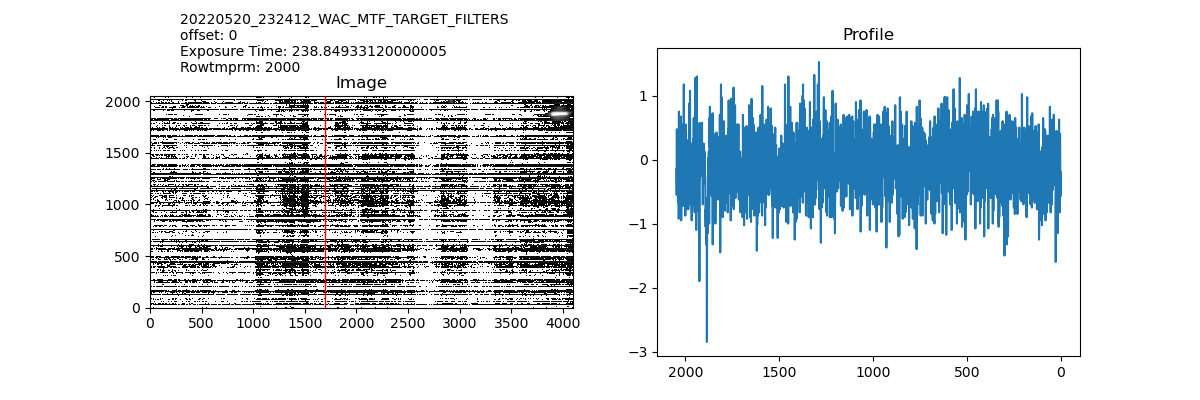 20220520_232412_WAC_MTF_TARGET_FILTERS
offset: 0
Exposure Time: 238.84933120000005
Rowtmprm: 2000
Image
2000
1500
1000
500
0
0 500 1000 1500 2000 2500 3000 3500 4000
Profile
1
0
−1
−2
−3
2000 1500 1000 500 0